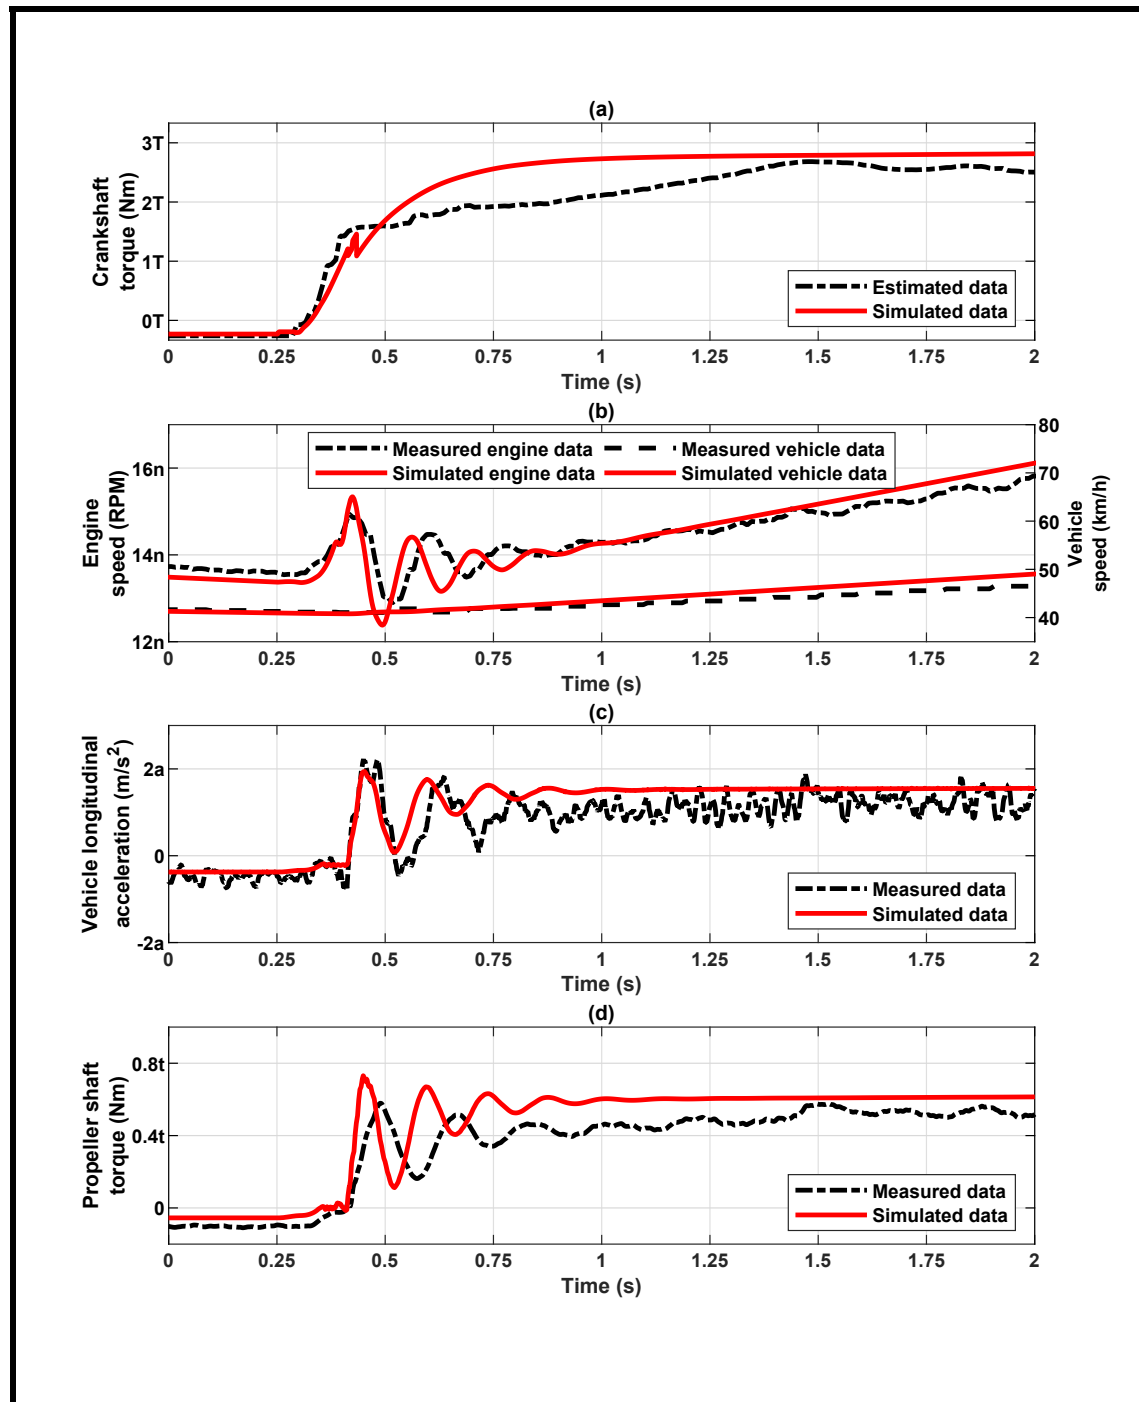 (a)
Crankshaft
torque (Nm)
3T
2T
1T
0T
Estimated data
Simulated data
0 0.25 0.5 0.75 1 1.25 1.5 1.75 2
Time (s)
(b)
Engine
speed (RPM)
16n
14n
12n
Measured engine data Measured vehicle data
Simulated engine data Simulated vehicle data
80
70
60
50
40
Vehicle
speed (km/h)
0 0.25 0.5 0.75 1 1.25 1.5 1.75 2
Time (s)
(c)
Vehicle longitudinal
acceleration (m/s²)
2a
0
-2a
Measured data
Simulated data
0 0.25 0.5 0.75 1 1.25 1.5 1.75 2
Time (s)
(d)
Propeller shaft
torque (Nm)
0.8t
0.4t
0
Measured data
Simulated data
0 0.25 0.5 0.75 1 1.25 1.5 1.75 2
Time (s)